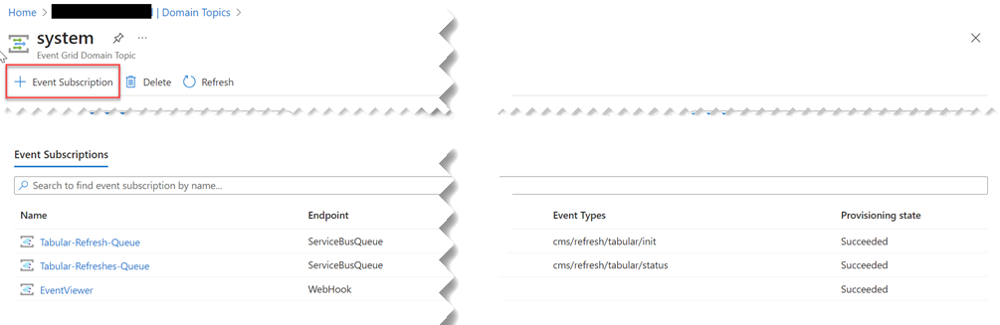 Home > | Domain Topics >
system ...
Event Grid Domain Topic
+ Event Subscription Delete Refresh
Event Subscriptions
Search to find event subscription by name...
Name Endpoint Event Types Provisioning state
Tabular-Refresh-Queue ServiceBusQueue cms/refresh/tabular/init Succeeded
Tabular-Refreshes-Queue ServiceBusQueue cms/refresh/tabular/status Succeeded
EventViewer WebHook Succeeded